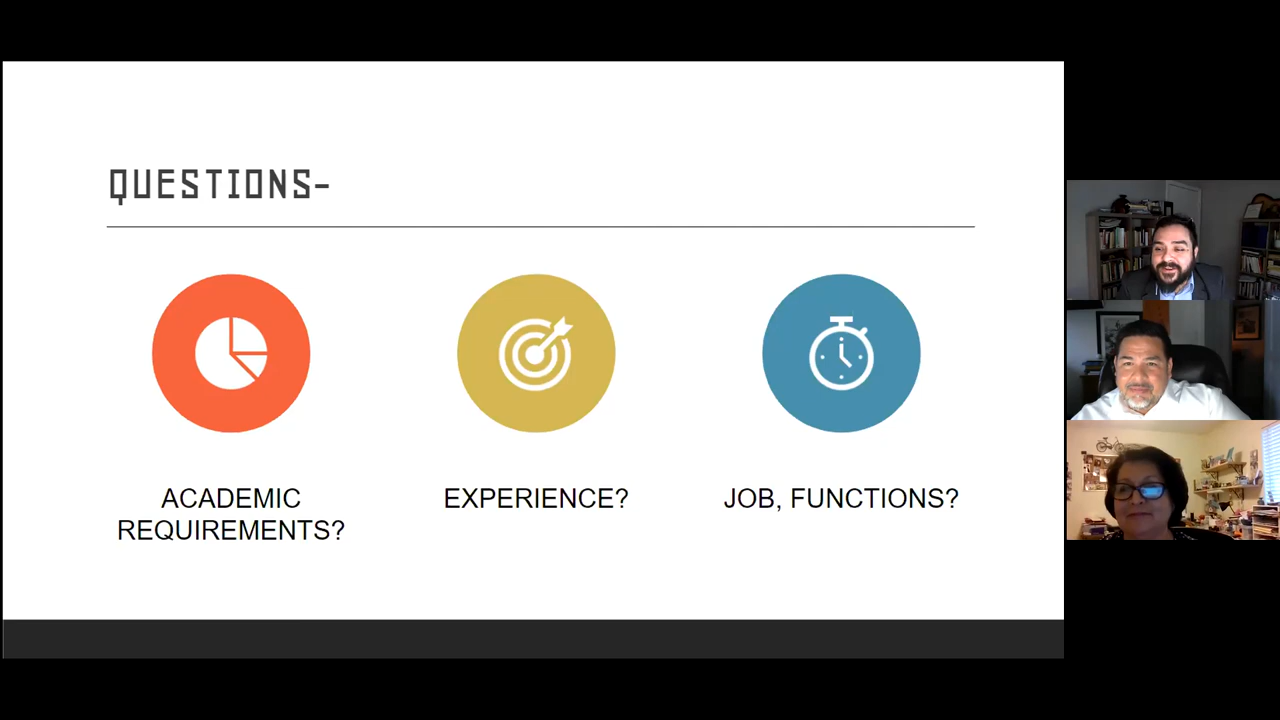 QUESTIONS-
ACADEMIC
REQUIREMENTS?
EXPERIENCE?
JOB, FUNCTIONS?